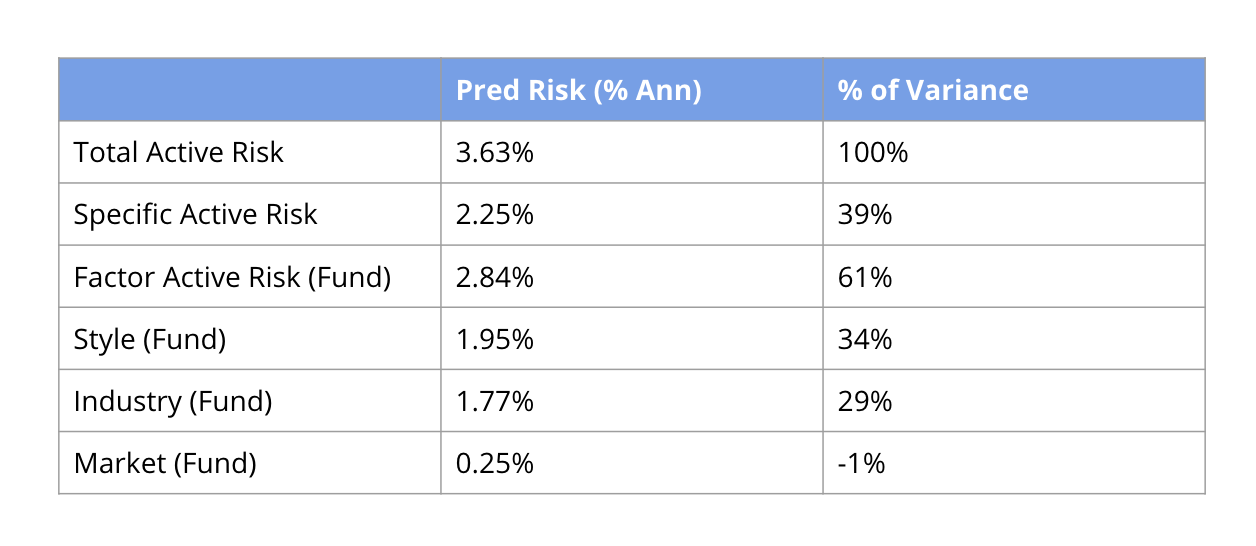 Pred Risk (% Ann) % of Variance
Total Active Risk 3.63% 100%
Specific Active Risk 2.25% 39%
Factor Active Risk (Fund) 2.84% 61%
Style (Fund) 1.95% 34%
Industry (Fund) 1.77% 29%
Market (Fund) 0.25% -1%